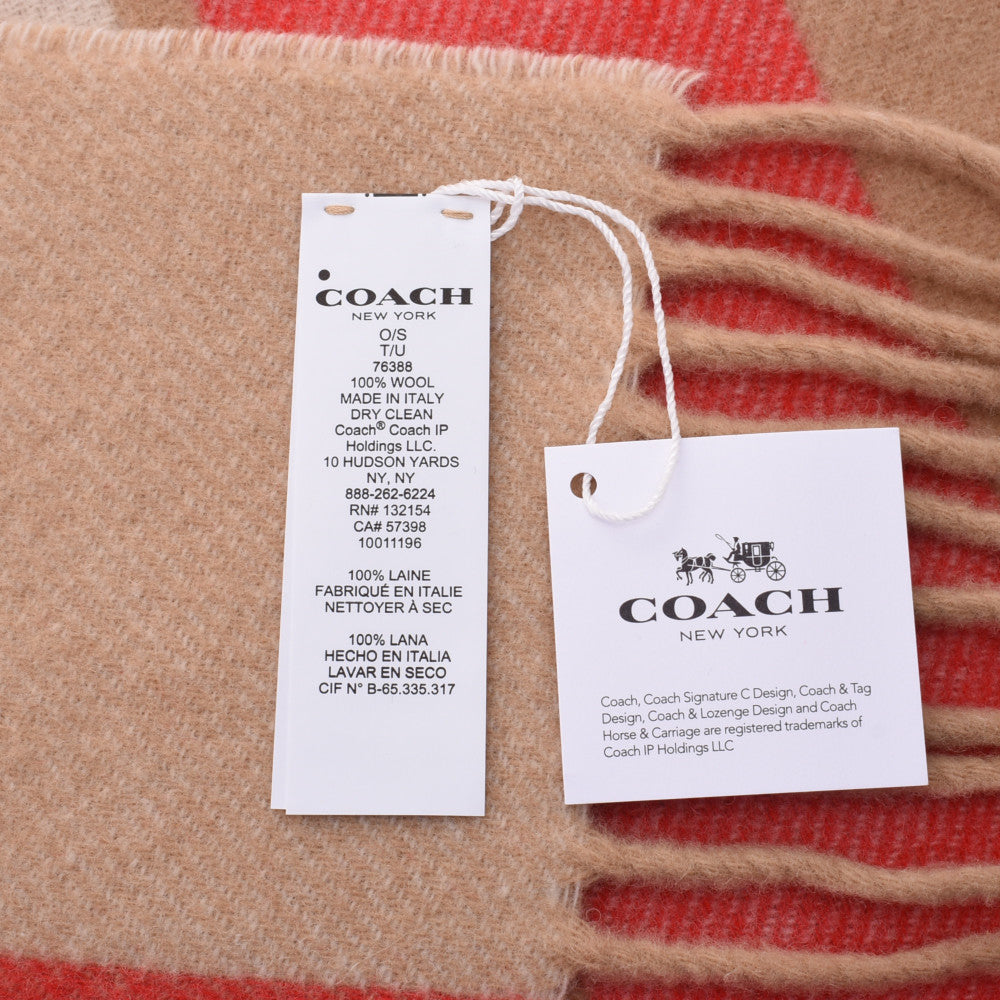 COACH
NEW YORK
O/S
T/U
76388
100% WOOL
MADE IN ITALY
DRY CLEAN
Coach® Coach IP
Holdings LLC.
10 HUDSON YARDS
NY, NY
888-262-6224
RN# 132154
CA# 57398
10011196
100% LAINE
FABRIQUÉ EN ITALIE
NETTOYER À SEC
100% LANA
HECHO EN ITALIA
LAVAR EN SECO
CIF N° B-65.335.317
COACH
NEW YORK
Coach, Coach Signature C Design, Coach & Tag
Design, Coach & Lozenge Design and Coach
Horse & Carriage are registered trademarks of
Coach IP Holdings LLC